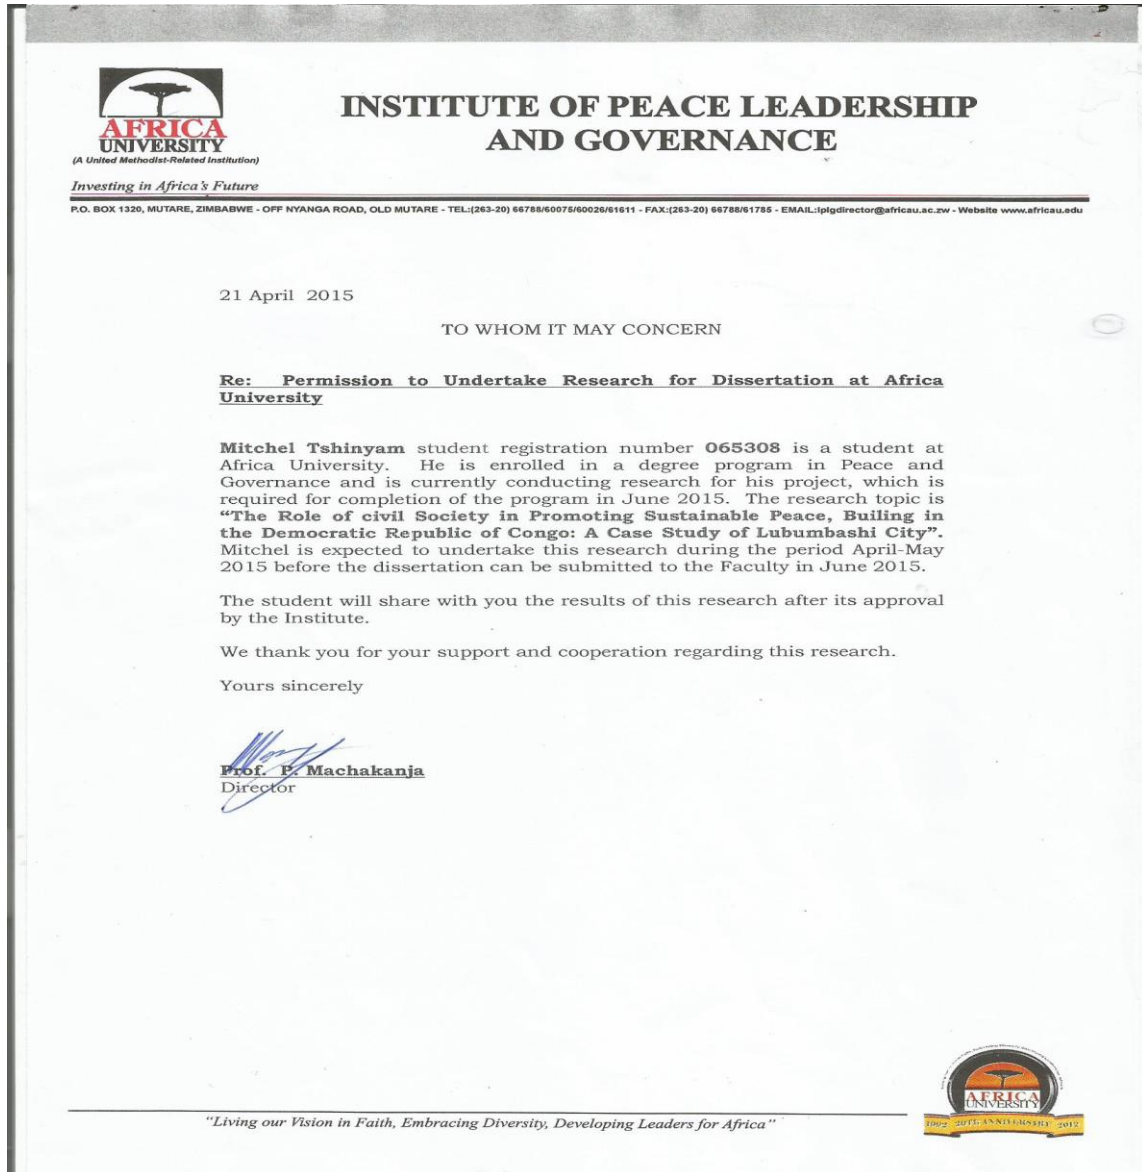 INSTITUTE OF PEACE LEADERSHIP
AND GOVERNANCE
AFRICA
UNIVERSITY
(A United Methodist-Related Institution)
Investing in Africa's Future
P.O. BOX 1320, MUTARE, ZIMBABWE - OFF NYANGA ROAD, OLD MUTARE - TEL:(263-20) 66788/60075/60026/61611 - FAX:(263-20) 66788/61785 - EMAIL:iplgdirector@africau.ac.zw - Website www.africau.edu
21 April 2015
TO WHOM IT MAY CONCERN
Re: Permission to Undertake Research for Dissertation at Africa
University
Mitchel Tshinyam student registration number 065308 is a student at
Africa University. He is enrolled in a degree program in Peace and
Governance and is currently conducting research for his project, which is
required for completion of the program in June 2015. The research topic is
“The Role of civil Society in Promoting Sustainable Peace, Builing in
the Democratic Republic of Congo: A Case Study of Lubumbashi City”.
Mitchel is expected to undertake this research during the period April-May
2015 before the dissertation can be submitted to the Faculty in June 2015.
The student will share with you the results of this research after its approval
by the Institute.
We thank you for your support and cooperation regarding this research.
Yours sincerely
Prof. P. Machakanja
Director
"Living our Vision in Faith, Embracing Diversity, Developing Leaders for Africa"
AFRICA
UNIVERSITY
1992 20TH ANNIVERSARY 2012